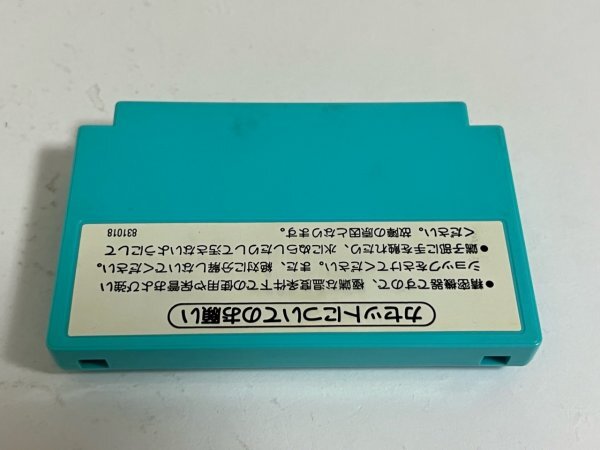 カセットについてのお願い
●精密機器ですので、極端な温度条件下での使用や保管および強い
ショックをさけてください。また、絶対に分解しないでください。
●端子部に手を触れたり、水にぬらしたりして汚さないようにして
ください。故障の原因となります。 831018